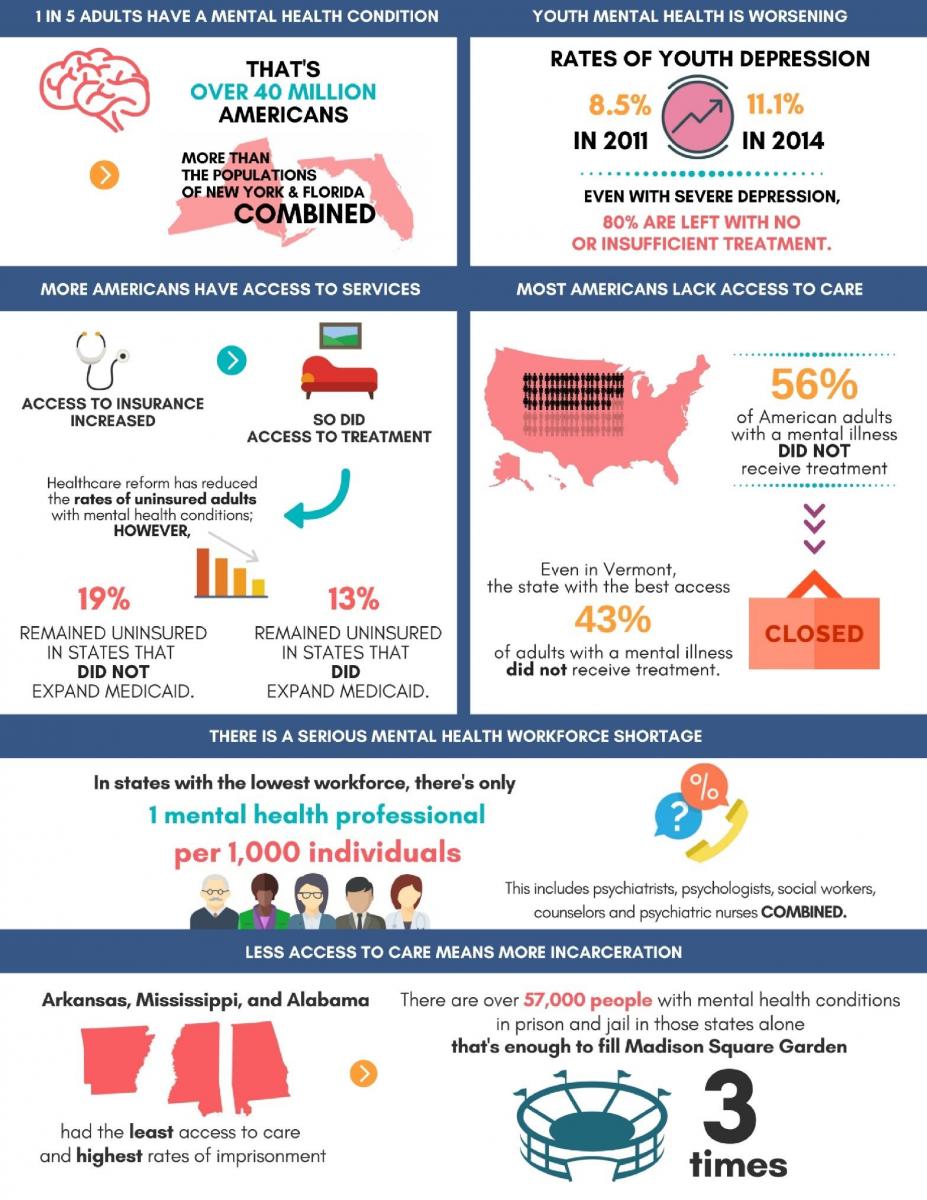 1 IN 5 ADULTS HAVE A MENTAL HEALTH CONDITION
THAT'S
OVER 40 MILLION
AMERICANS
MORE THAN
THE POPULATIONS
OF NEW YORK & FLORIDA
COMBINED
YOUTH MENTAL HEALTH IS WORSENING
RATES OF YOUTH DEPRESSION
8.5%
IN 2011
11.1%
IN 2014
EVEN WITH SEVERE DEPRESSION,
80% ARE LEFT WITH NO
OR INSUFFICIENT TREATMENT.
MORE AMERICANS HAVE ACCESS TO SERVICES
ACCESS TO INSURANCE
INCREASED
SO DID
ACCESS TO TREATMENT
Healthcare reform has reduced
the rates of uninsured adults
with mental health conditions;
HOWEVER,
19%
REMAINED UNINSURED
IN STATES THAT
DID NOT
EXPAND MEDICAID.
13%
REMAINED UNINSURED
IN STATES THAT
DID
EXPAND MEDICAID.
MOST AMERICANS LACK ACCESS TO CARE
56%
of American adults
with a mental illness
DID NOT
receive treatment
Even in Vermont,
the state with the best access
43%
of adults with a mental illness
did not receive treatment.
CLOSED
THERE IS A SERIOUS MENTAL HEALTH WORKFORCE SHORTAGE
In states with the lowest workforce, there's only
1 mental health professional
per 1,000 individuals
?
%
This includes psychiatrists, psychologists, social workers,
counselors and psychiatric nurses COMBINED.
LESS ACCESS TO CARE MEANS MORE INCARCERATION
Arkansas, Mississippi, and Alabama
had the least access to care
and highest rates of imprisonment
There are over 57,000 people with mental health conditions
in prison and jail in those states alone
that's enough to fill Madison Square Garden
3
times